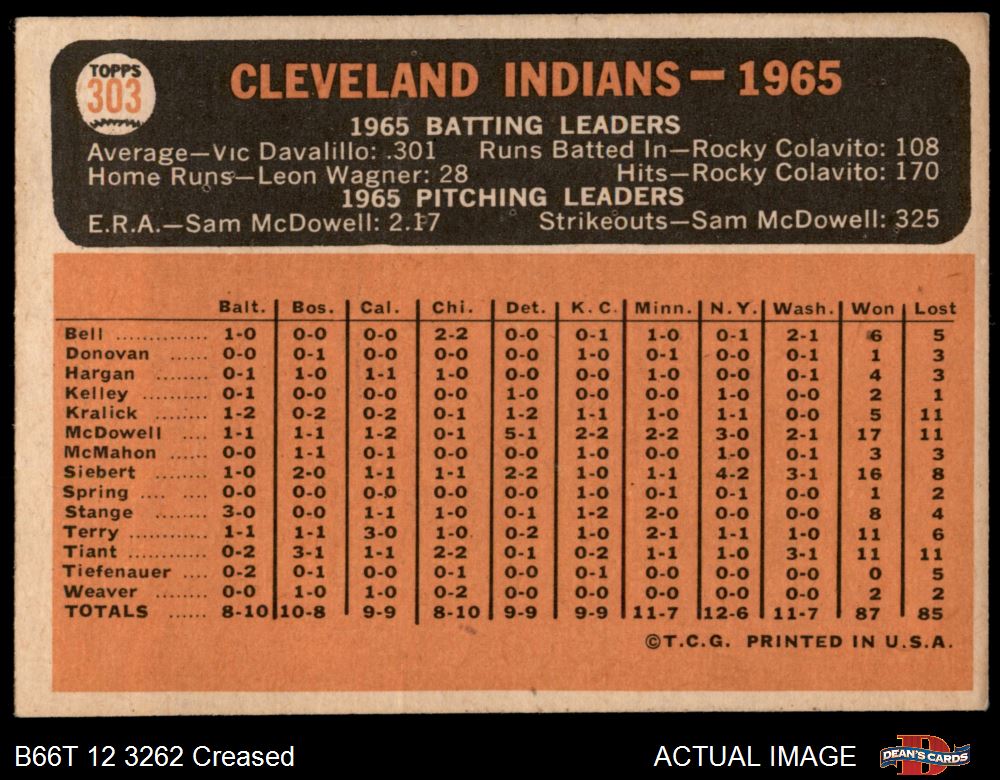 TOPPS
303
CLEVELAND INDIANS — 1965
1965 BATTING LEADERS
Average—Vic Davalillo: .301 Runs Batted In—Rocky Colavito: 108
Home Runs—Leon Wagner: 28 Hits—Rocky Colavito: 170
1965 PITCHING LEADERS
E.R.A.—Sam McDowell: 2.17 Strikeouts—Sam McDowell: 325
Balt. Bos. Cal. Chi. Det. K. C. Minn. N. Y. Wash. Won Lost
Bell .............. 1-0 0-0 0-0 2-2 0-0 0-1 1-0 0-1 2-1 6 5
Donovan ...... 0-0 0-1 0-0 0-0 0-0 1-0 0-1 0-0 0-1 1 3
Hargan ........ 0-1 1-0 1-1 1-0 0-0 0-0 1-0 0-0 0-1 4 3
Kelley .......... 0-1 0-0 0-0 0-0 1-0 0-0 0-0 1-0 0-0 2 1
Kralick ........ 1-2 0-2 0-2 0-1 1-2 1-1 1-0 1-1 0-0 5 11
McDowell .... 1-1 1-1 1-2 0-1 5-1 2-2 2-2 3-0 2-1 17 11
McMahon .... 0-0 1-1 0-1 0-0 0-0 1-0 0-0 1-0 0-1 3 3
Siebert ........ 1-0 2-0 1-1 1-1 2-2 1-0 1-1 4-2 3-1 16 8
Spring .... .... 0-0 0-0 0-0 0-0 0-0 1-0 0-1 0-1 0-0 1 2
Stange ........ 3-0 0-0 1-1 1-0 0-1 1-2 2-0 0-0 0-0 8 4
Terry ............ 1-1 1-1 3-0 1-0 0-2 1-0 2-1 1-1 1-0 11 6
Tiant ............ 0-2 3-1 1-1 2-2 0-1 0-2 1-1 1-0 3-1 11 11
Tiefenauer .... 0-2 0-1 0-0 0-1 0-0 0-1 0-0 0-0 0-0 0 5
Weaver ........ 0-0 1-0 1-0 0-2 0-0 0-0 0-0 0-0 0-0 2 2
TOTALS ...... 8-10 10-8 9-9 8-10 9-9 9-9 11-7 12-6 11-7 87 85
©T.C.G. PRINTED IN U.S.A.
B66T 12 3262 Creased ACTUAL IMAGE
DEAN'S CARDS